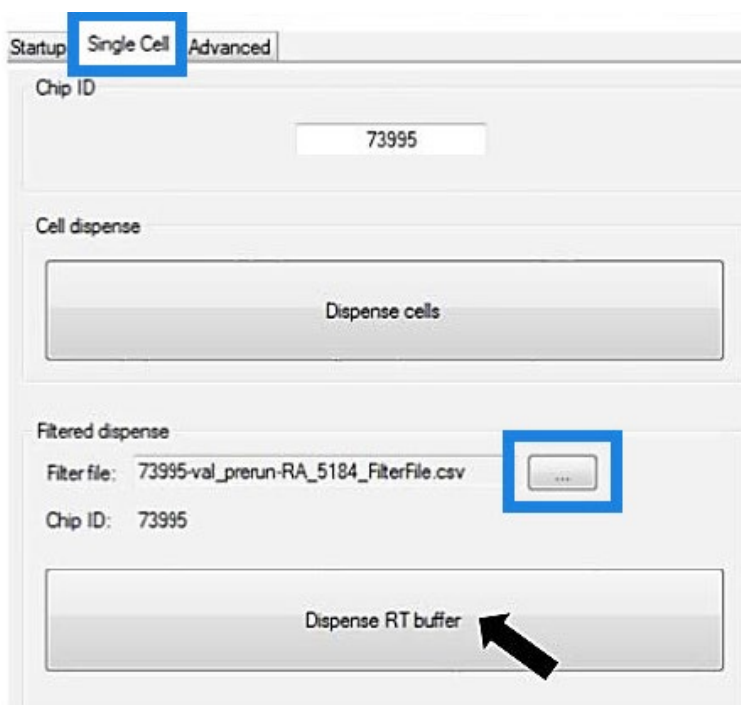 Startup Single Cell Advanced
Chip ID
73995
Cell dispense
Dispense cells
Filtered dispense
Filter file: 73995-val_prerun-RA_5184_FilterFile.csv ...
Chip ID: 73995
Dispense RT buffer